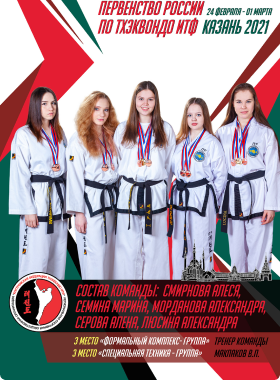 ПЕРВЕНСТВО РОССИИ 24 ФЕВРАЛЯ - 01 МАРТА
ПО ТХЭКВОНДО ИТФ КАЗАНЬ 2021
СОСТАВ КОМАНДЫ: СМИРНОВА АЛЕСЯ,
СЕМИНА МАРИНА, МОРДАНОВА АЛЕКСАНДРА,
СЕРОВА АЛЕНА, ЛЮСИНА АЛЕКСАНДРА
3 МЕСТО «ФОРМАЛЬНЫЙ КОМПЛЕКС-ГРУППА» ТРЕНЕР КОМАНДЫ
3 МЕСТО «СПЕЦИАЛЬНАЯ ТЕХНИКА - ГРУППА» МАКЛАКОВ В.П.